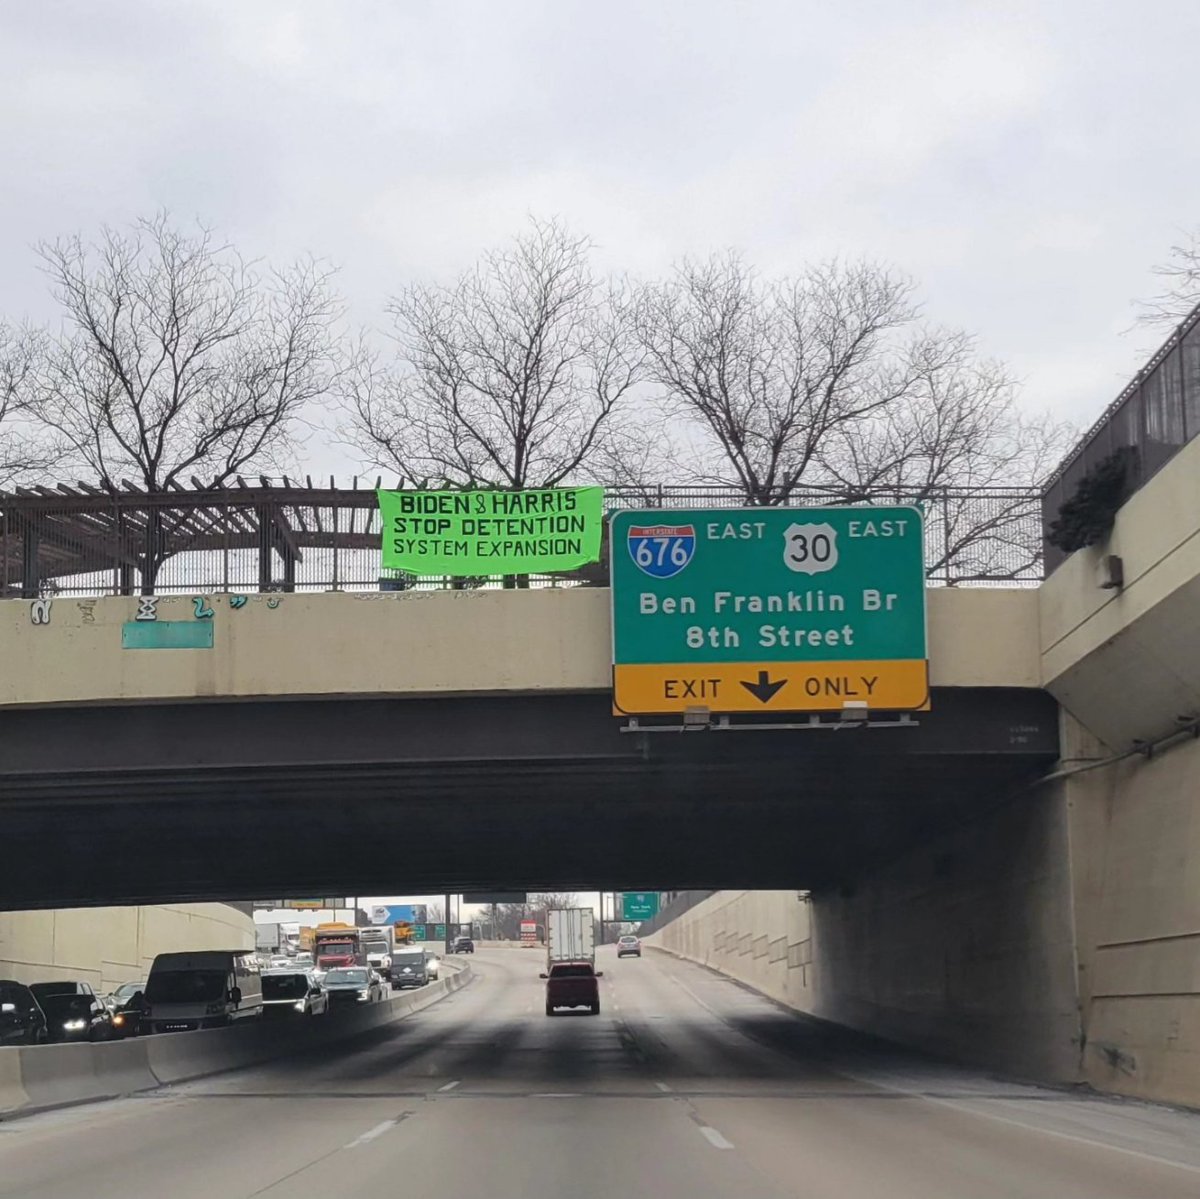 BIDEN & HARRIS
STOP DETENTION
SYSTEM EXPANSION
INTERSTATE
676
EAST
30
EAST
Ben Franklin Br
8th Street
EXIT ONLY